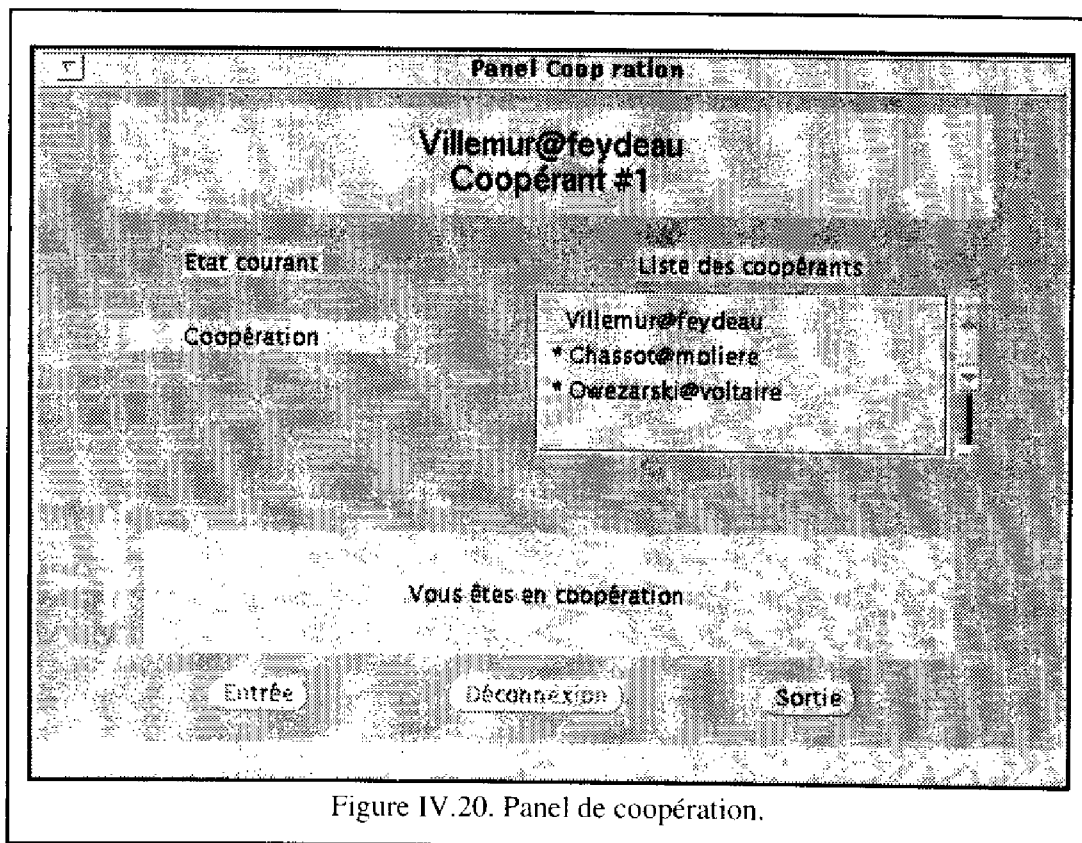 Panel Coop ration
Villemur@feydeau
Coopérant #1
Etat courant
Liste des coopérants
Coopération
Villemur@feydeau
* Chassot@moliere
* Owezarski@voltaire
Vous êtes en coopération
Entrée
Déconnexion
Sortie
Figure IV.20. Panel de coopération.